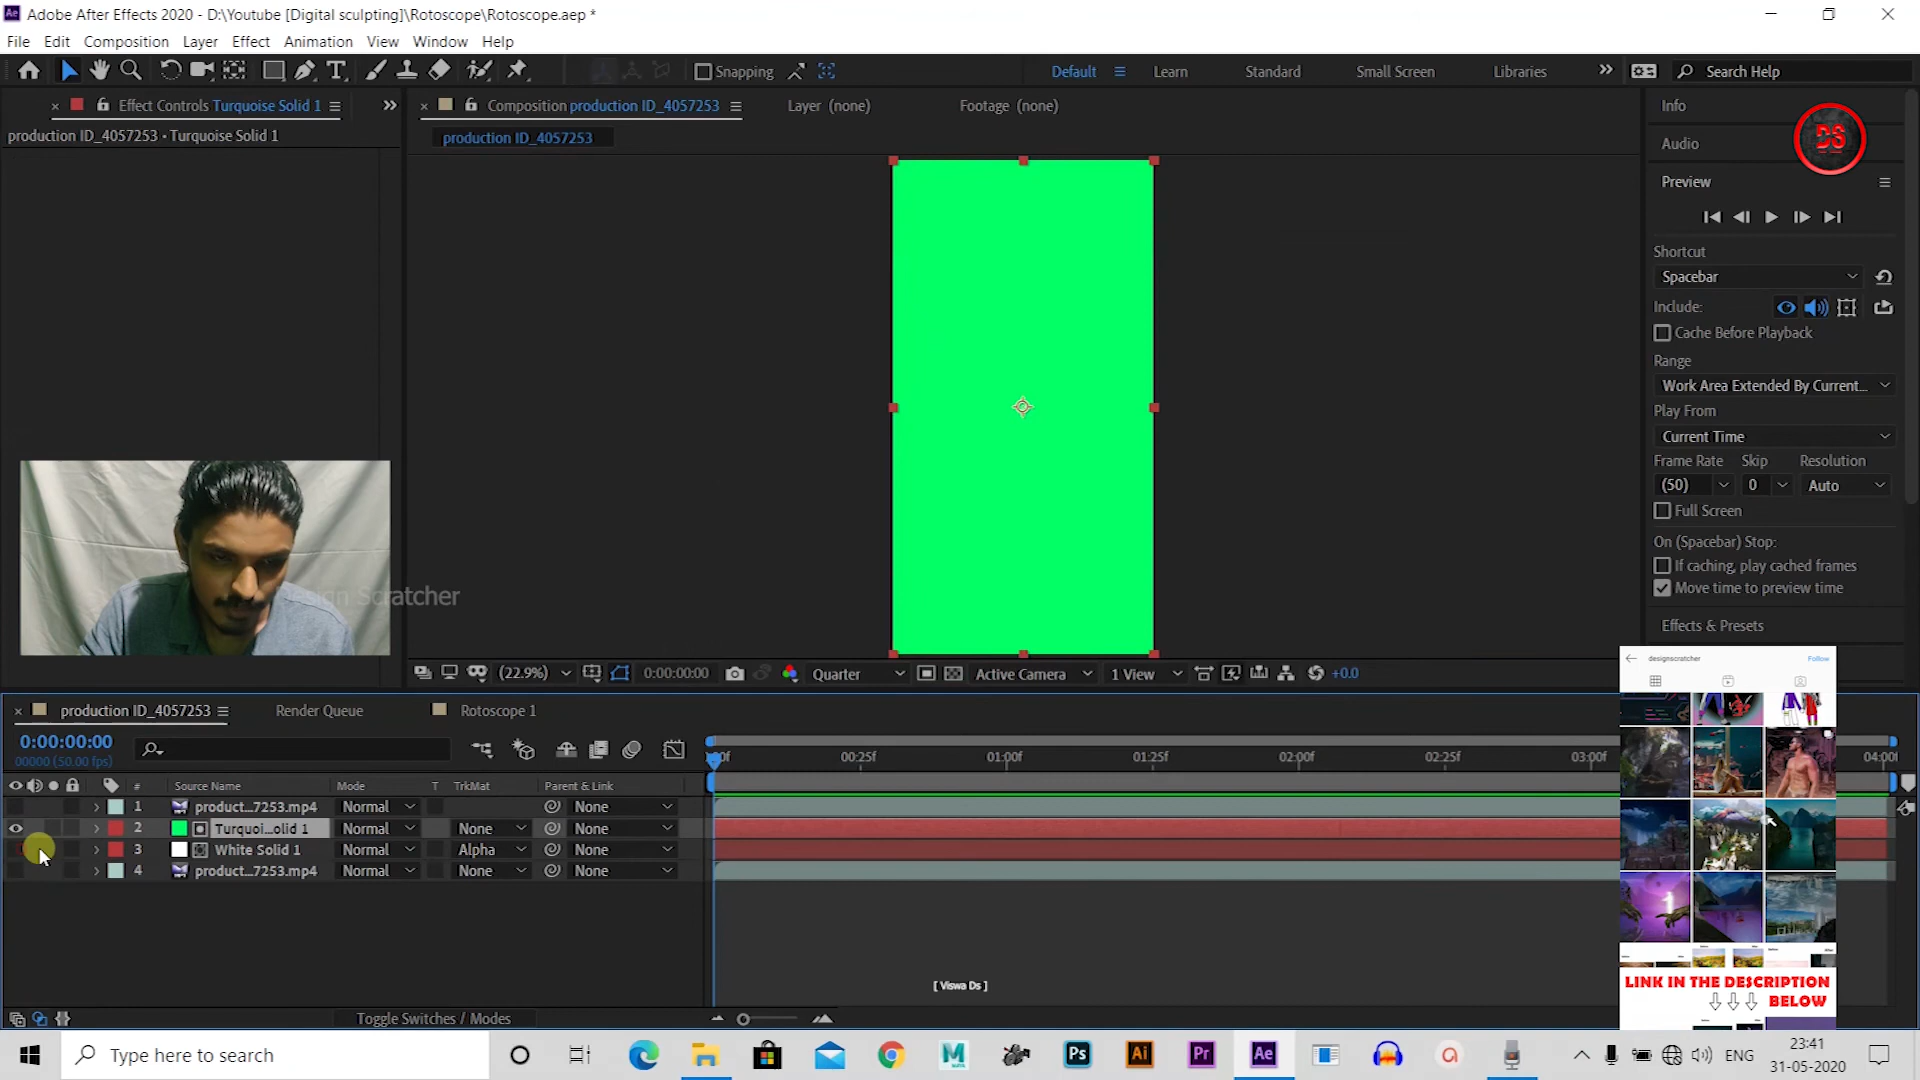 Adobe After Effects 2020 - D:\Youtube [Digital sculpting]\Rotoscope\Rotoscope.aep *
File Edit Composition Layer Effect Animation View Window Help
Snapping
Default Learn Standard Small Screen Libraries
Search Help
Effect Controls Turquoise Solid 1
Composition production ID_4057253
Layer (none)
Footage (none)
production ID_4057253 • Turquoise Solid 1
production ID_4057253
Info
Audio
DS
Preview
Shortcut
Spacebar
Include:
Cache Before Playback
Range
Work Area Extended By Current...
Play From
Current Time
Frame Rate Skip Resolution
(50) 0 Auto
Full Screen
On (Spacebar) Stop:
If caching, play cached frames
Move time to preview time
Effects & Presets
Design Scratcher
(22.9%) 0:00:00:00 Quarter Active Camera 1 View +0.0
designscratcher Follow
production ID_4057253 Render Queue Rotoscope 1
0:00:00:00
00000 (50.00 fps)
00f 00:25f 01:00f 01:25f 02:00f 02:25f 03:00f 04:00
# Source Name Mode T TrkMat Parent & Link
1 product...7253.mp4 Normal None
2 Turquoi...olid 1 Normal None None
3 White Solid 1 Normal Alpha None
4 product...7253.mp4 Normal None None
[ Viswa Ds ]
LINK IN THE DESCRIPTION
BELOW
Toggle Switches / Modes
Type here to search
M
Ps Ai Pr Ae
ENG
23:41
31-05-2020